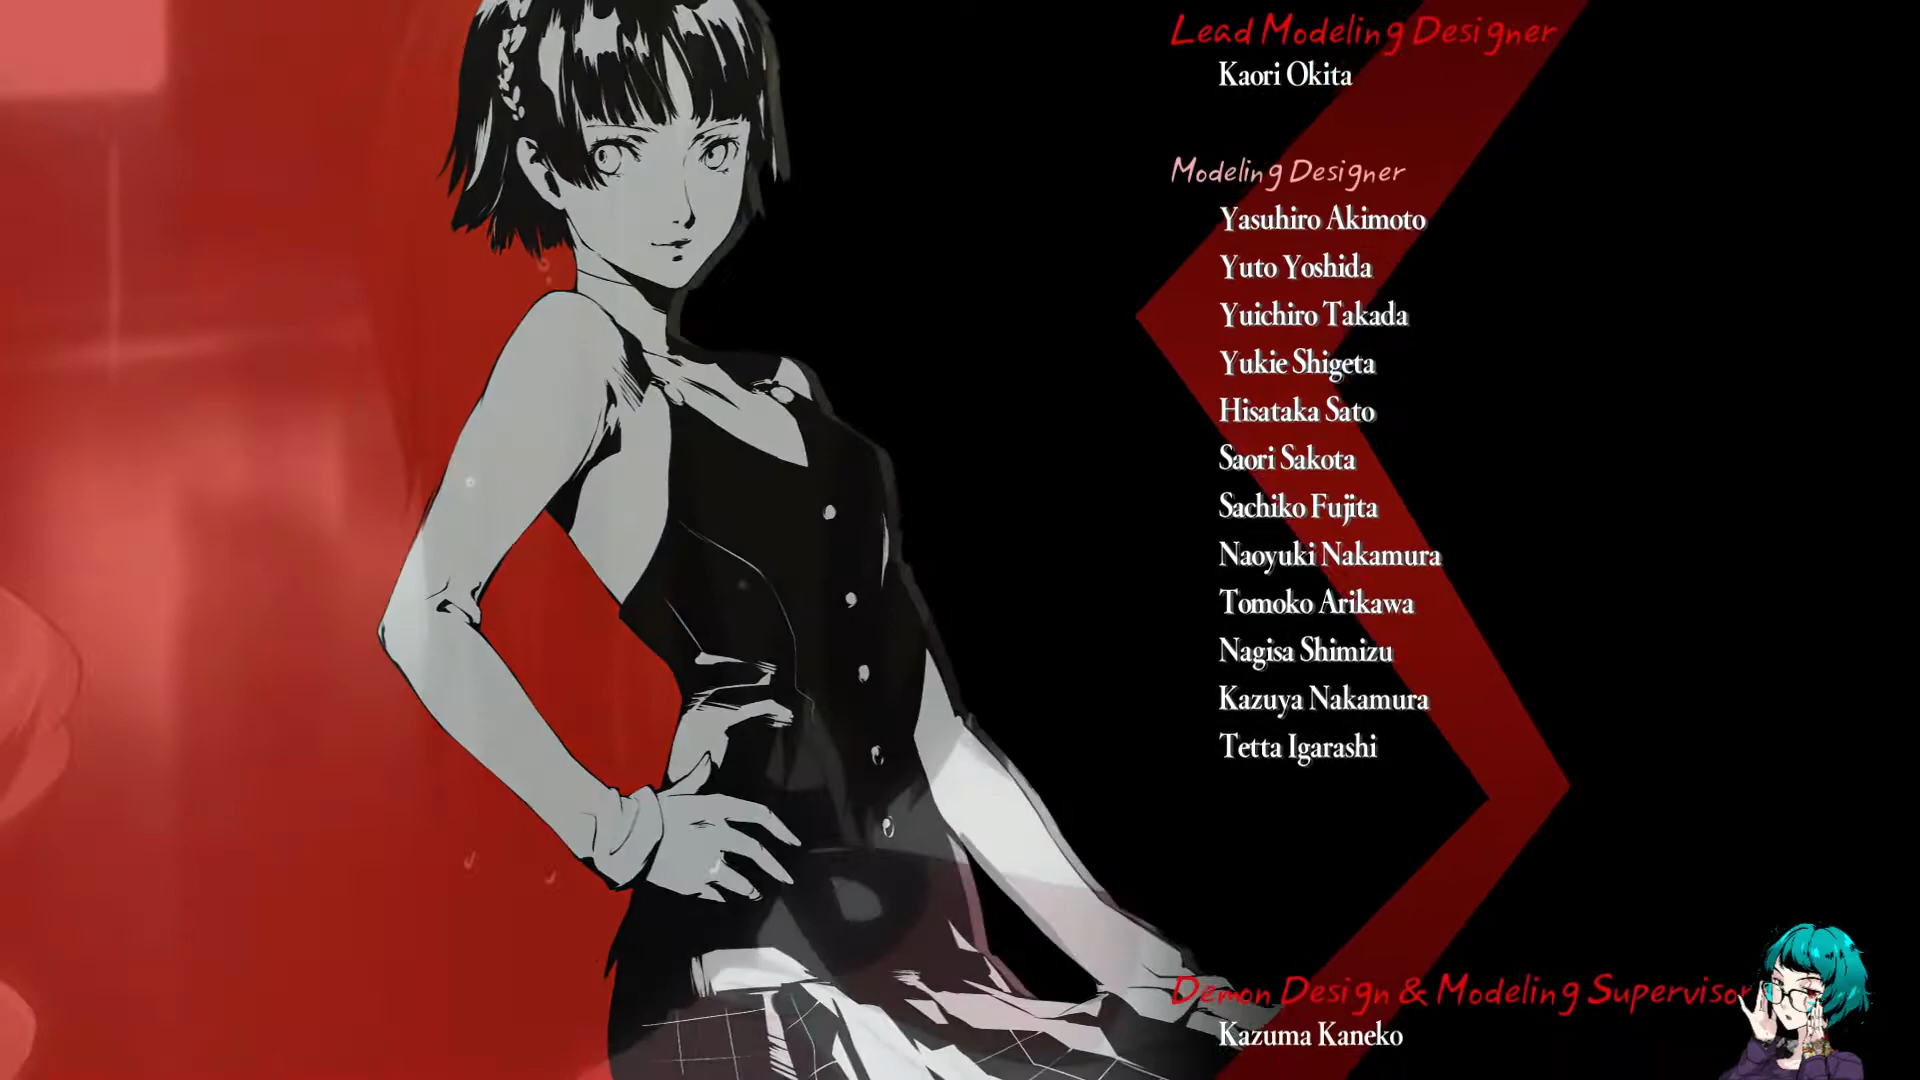 Lead Modeling Designer
Kaori Okita
Modeling Designer
Yasuhiro Akimoto
Yuto Yoshida
Yuichiro Takada
Yukie Shigeta
Hisataka Sato
Saori Sakota
Sachiko Fujita
Naoyuki Nakamura
Tomoko Arikawa
Nagisa Shimizu
Kazuya Nakamura
Tetta Igarashi
Demon Design & Modeling Supervisor
Kazuma Kaneko